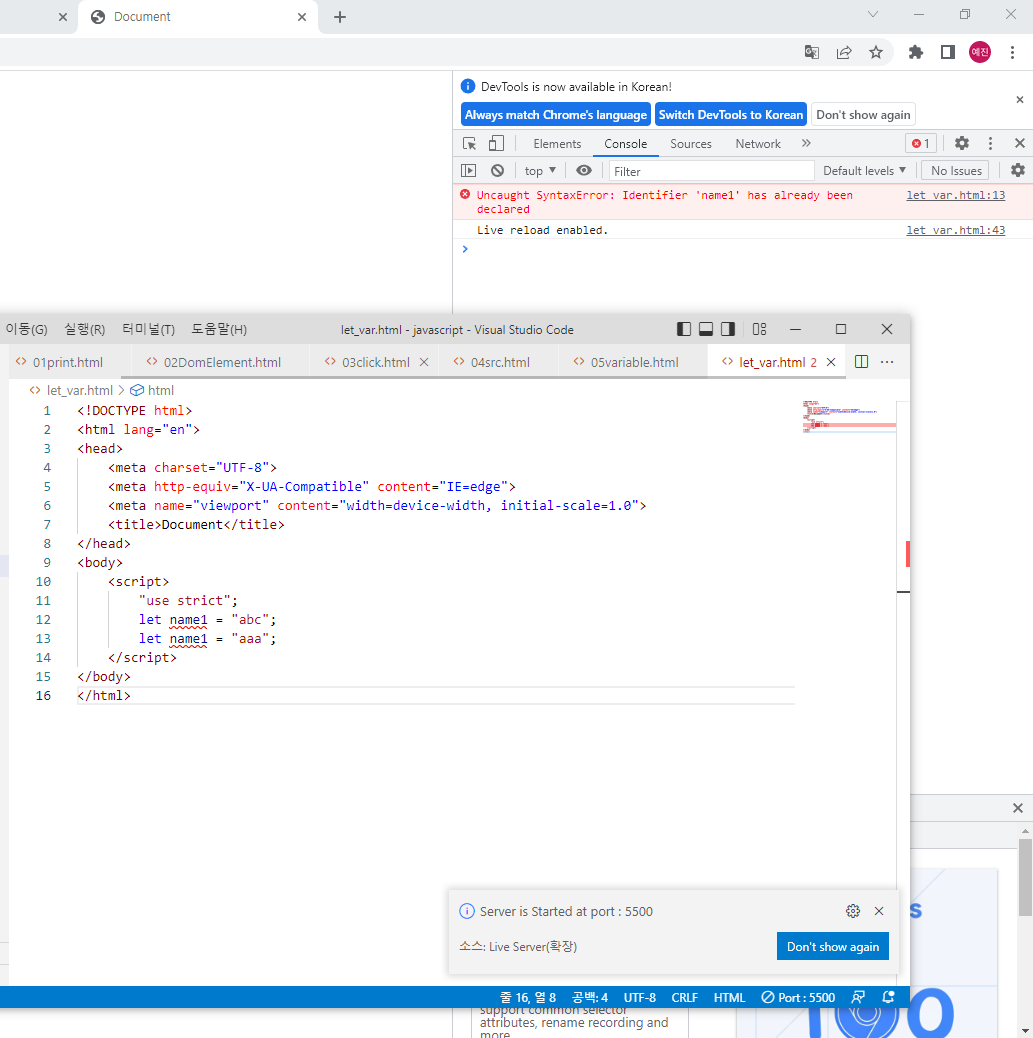 Document
예진
DevTools is now available in Korean!
Always match Chrome's language Switch DevTools to Korean Don't show again
Elements Console Sources Network » 1
top Filter Default levels No Issues
Uncaught SyntaxError: Identifier 'name1' has already been let_var.html:13
declared
Live reload enabled. let_var.html:43
이동(G) 실행(R) 터미널(T) 도움말(H) let_var.html - javascript - Visual Studio Code
01print.html 02DomElement.html 03click.html 04src.html 05variable.html let_var.html 2
let_var.html > html
1 <!DOCTYPE html>
2 <html lang="en">
3 <head>
4 <meta charset="UTF-8">
5 <meta http-equiv="X-UA-Compatible" content="IE=edge">
6 <meta name="viewport" content="width=device-width, initial-scale=1.0">
7 <title>Document</title>
8 </head>
9 <body>
10 <script>
11 "use strict";
12 let name1 = "abc";
13 let name1 = "aaa";
14 </script>
15 </body>
16 </html>
Server is Started at port : 5500
소스: Live Server(확장) Don't show again
줄 16, 열 8 공백: 4 UTF-8 CRLF HTML Port : 5500
support common selector
attributes, rename recording and
more